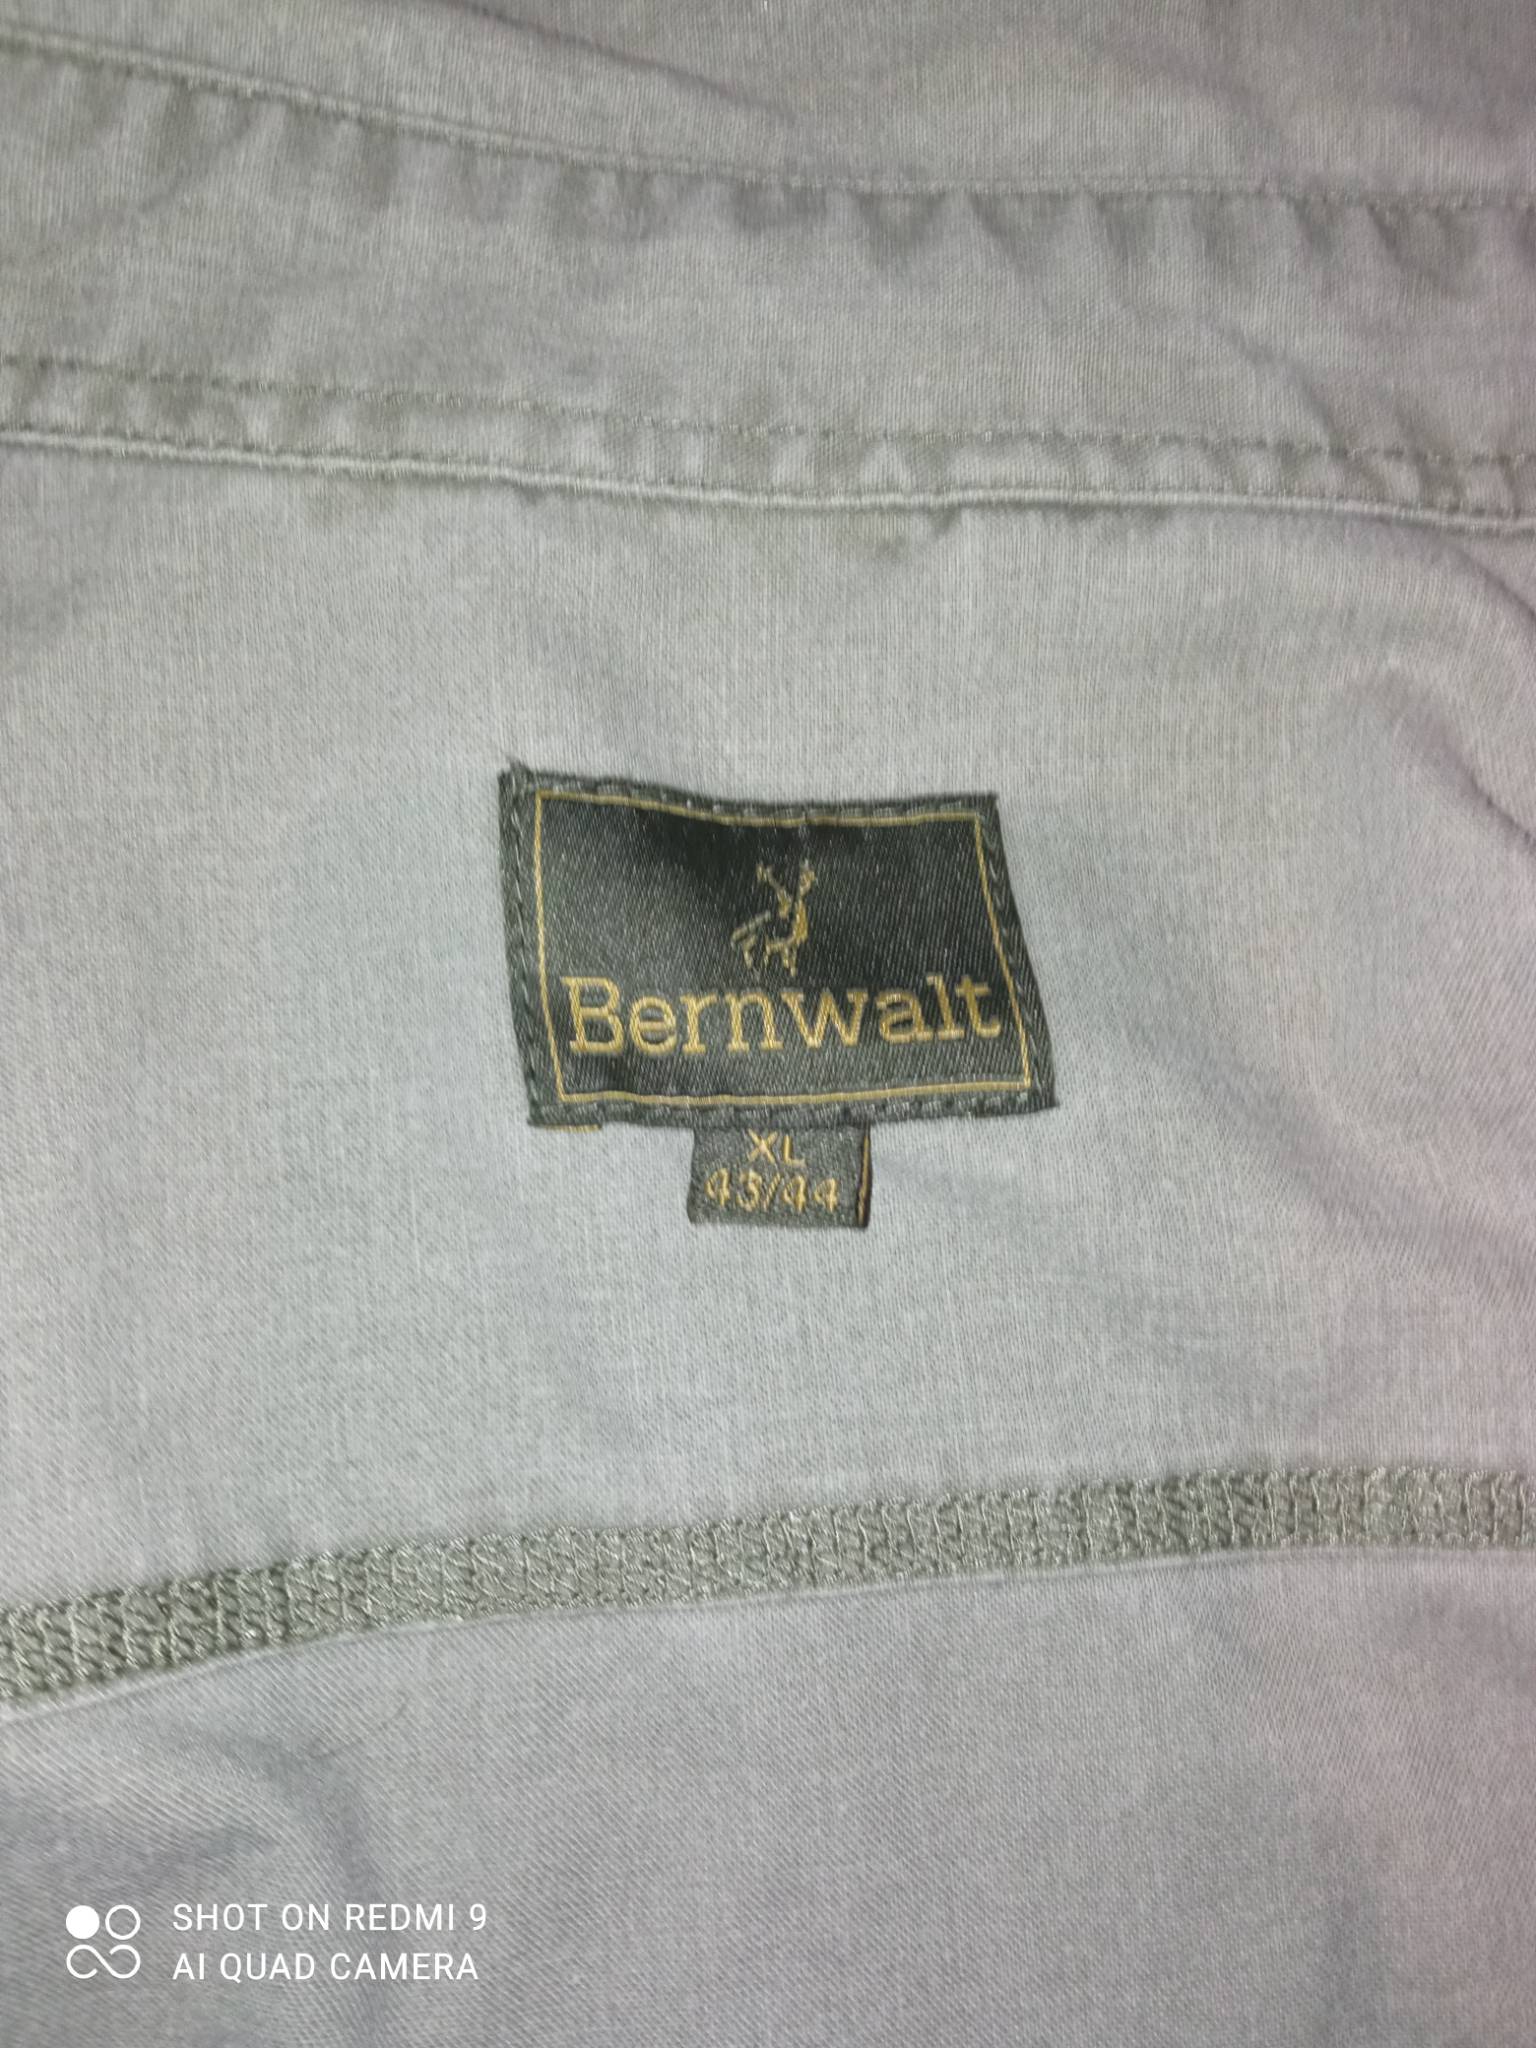 Bernwalt
XL
43/44
SHOT ON REDMI 9
AI QUAD CAMERA